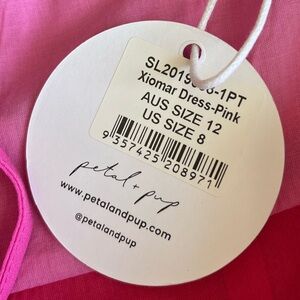 Xiomar Dress-Pink
AUS SIZE 12
US SIZE 8
9 357425 208971
petal + pup
www.petalandpup.com
@petalandpup